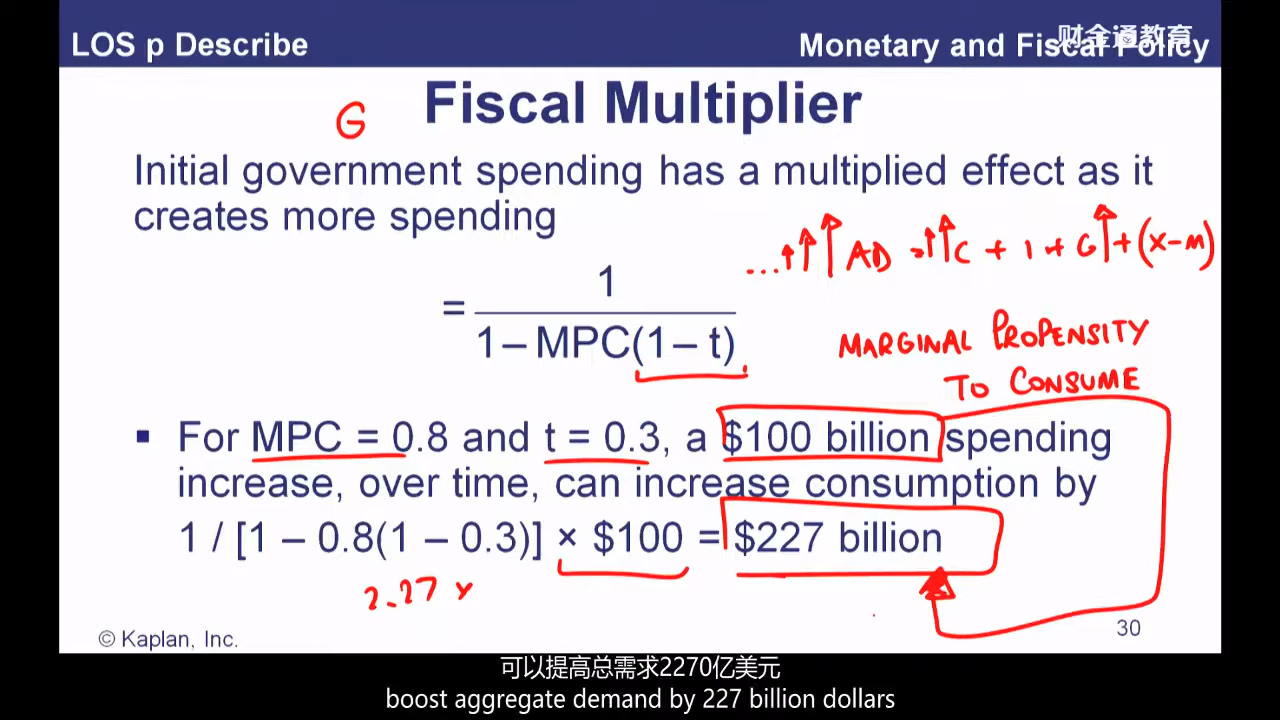 LOS p Describe
Monetary and Fiscal Policy
财金通教育
Fiscal Multiplier
G
Initial government spending has a multiplied effect as it
creates more spending
...↑↑↑ AD =↑↑C + I + G↑+(X-M)
= 1
1 – MPC(1 – t)
MARGINAL PROPENSITY
TO CONSUME
▪ For MPC = 0.8 and t = 0.3, a $100 billion spending
increase, over time, can increase consumption by
1 / [1 – 0.8(1 – 0.3)] × $100 = $227 billion
2.27 x
© Kaplan, Inc.
30
可以提高总需求2270亿美元
boost aggregate demand by 227 billion dollars